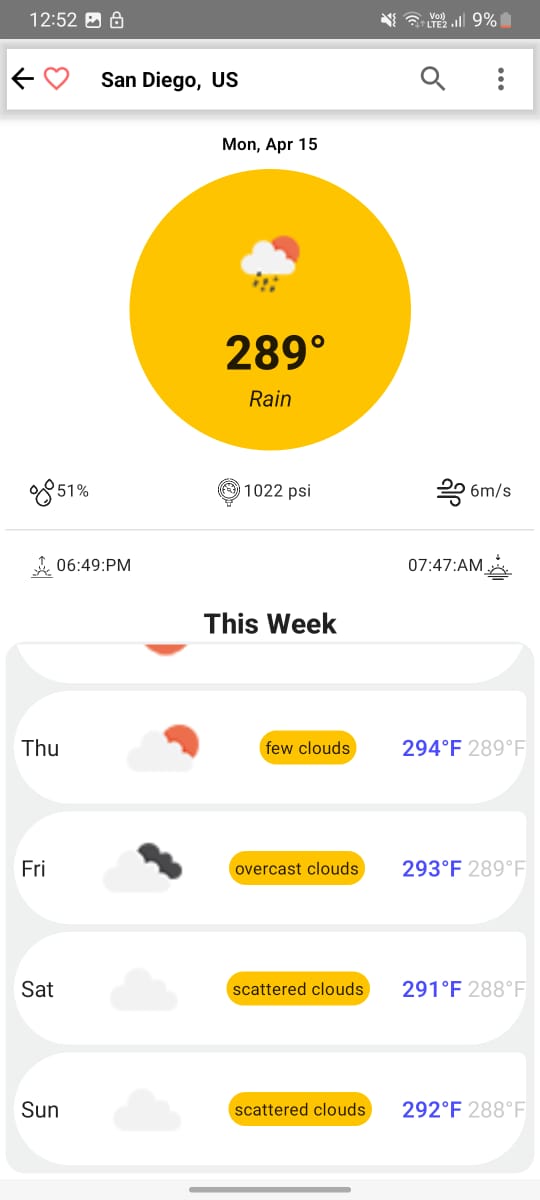 12:52 Vo)) LTE2 9%
San Diego, US
Mon, Apr 15
289°
Rain
51% 1022 psi 6m/s
06:49:PM 07:47:AM
This Week
Thu few clouds 294°F 289°F
Fri overcast clouds 293°F 289°F
Sat scattered clouds 291°F 288°F
Sun scattered clouds 292°F 288°F